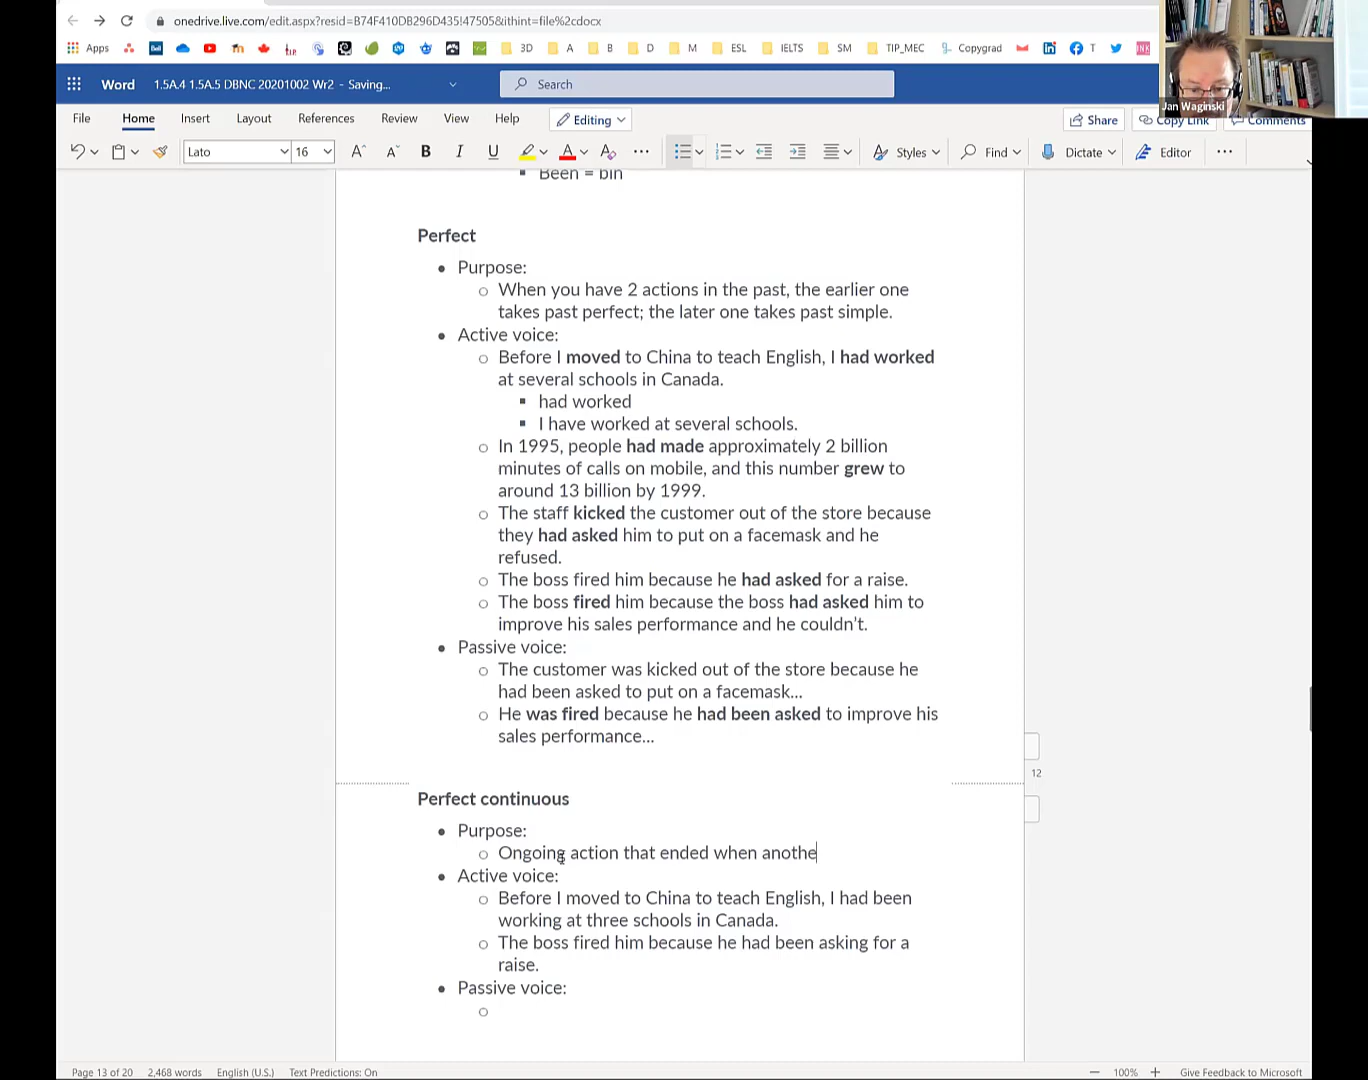 onedrive.live.com/edit.aspx?resid=B74F410DB296D435!47505&ithint=file%2cdocx
Apps 3D A B D M ESL IELTS SM TIP_MEC Copygrad T
Word 1.5A.4 1.5A.5 DBNC 20201002 Wr2 - Saving... Search
Jan Waginski
File Home Insert Layout References Review View Help Editing Share Copy Link Comments
Lato 16 A A B I U A A Styles Find Dictate Editor
Been = bin
Perfect
• Purpose:
○ When you have 2 actions in the past, the earlier one
takes past perfect; the later one takes past simple.
• Active voice:
○ Before I moved to China to teach English, I had worked
at several schools in Canada.
▪ had worked
▪ I have worked at several schools.
○ In 1995, people had made approximately 2 billion
minutes of calls on mobile, and this number grew to
around 13 billion by 1999.
○ The staff kicked the customer out of the store because
they had asked him to put on a facemask and he
refused.
○ The boss fired him because he had asked for a raise.
○ The boss fired him because the boss had asked him to
improve his sales performance and he couldn't.
• Passive voice:
○ The customer was kicked out of the store because he
had been asked to put on a facemask...
○ He was fired because he had been asked to improve his
sales performance...
12
Perfect continuous
• Purpose:
○ Ongoing action that ended when anothe
• Active voice:
○ Before I moved to China to teach English, I had been
working at three schools in Canada.
○ The boss fired him because he had been asking for a
raise.
• Passive voice:
○
Page 13 of 20 2,468 words English (U.S.) Text Predictions: On 100% Give Feedback to Microsoft